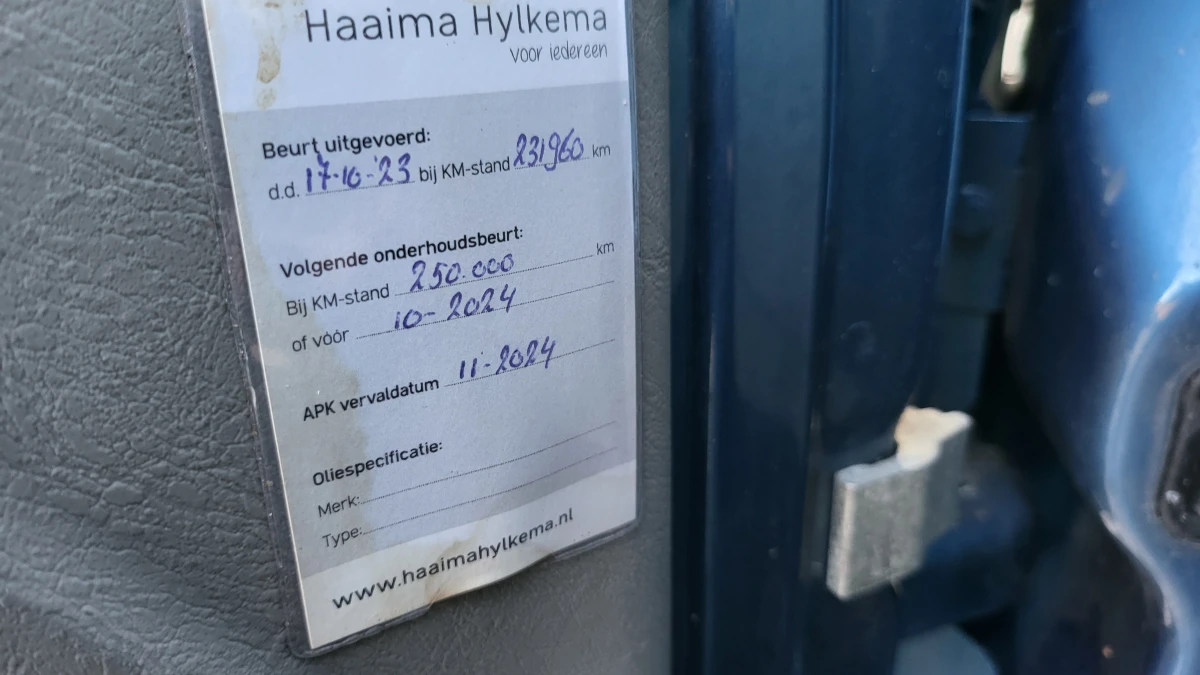 Haaima Hylkema
voor iedereen
Beurt uitgevoerd:
d.d. 17-10-'23 bij KM-stand 231960 km
Volgende onderhoudsbeurt:
Bij KM-stand 250.000 km
of vóór 10-2024
APK vervaldatum 11-2024
Oliespecificatie:
Merk:
Type:
www.haaimahylkema.nl